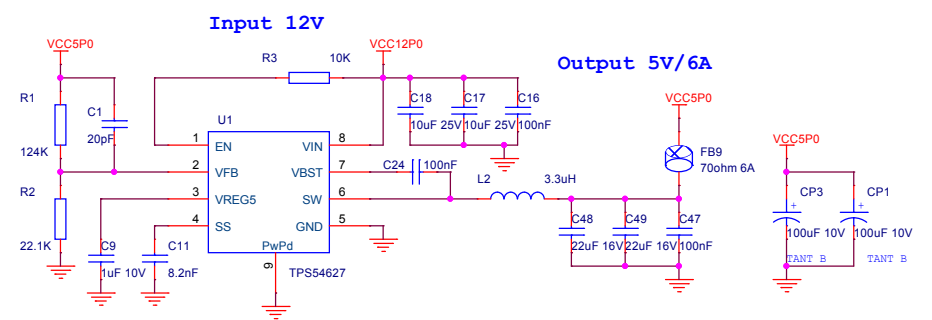 Input 12V
VCC5P0
R3
10K
VCC12P0
Output 5V/6A
R1
C1
20pF
124K
U1
C18
C17
C16
10uF 25V
10uF 25V
100nF
VCC5P0
1
EN
VIN
8
2
VFB
VBST
7
C24
100nF
FB9
70ohm 6A
VCC5P0
R2
3
VREG5
SW
6
L2
3.3uH
CP3
CP1
4
SS
GND
5
22.1K
C9
C11
C48
C49
C47
1uF 10V
8.2nF
22uF 16V
22uF 16V
100nF
100uF 10V
100uF 10V
PwPd
9
TPS54627
+
+
TANT B
TANT B